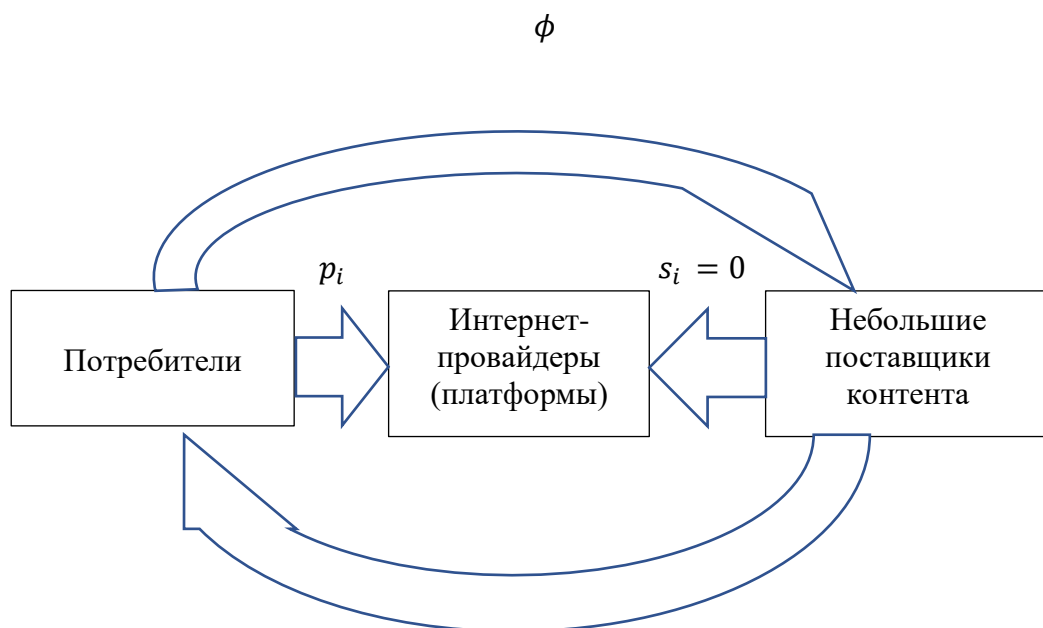 ϕ
p_i
s_i = 0
Потребители
Интернет-
провайдеры
(платформы)
Небольшие
поставщики
контента